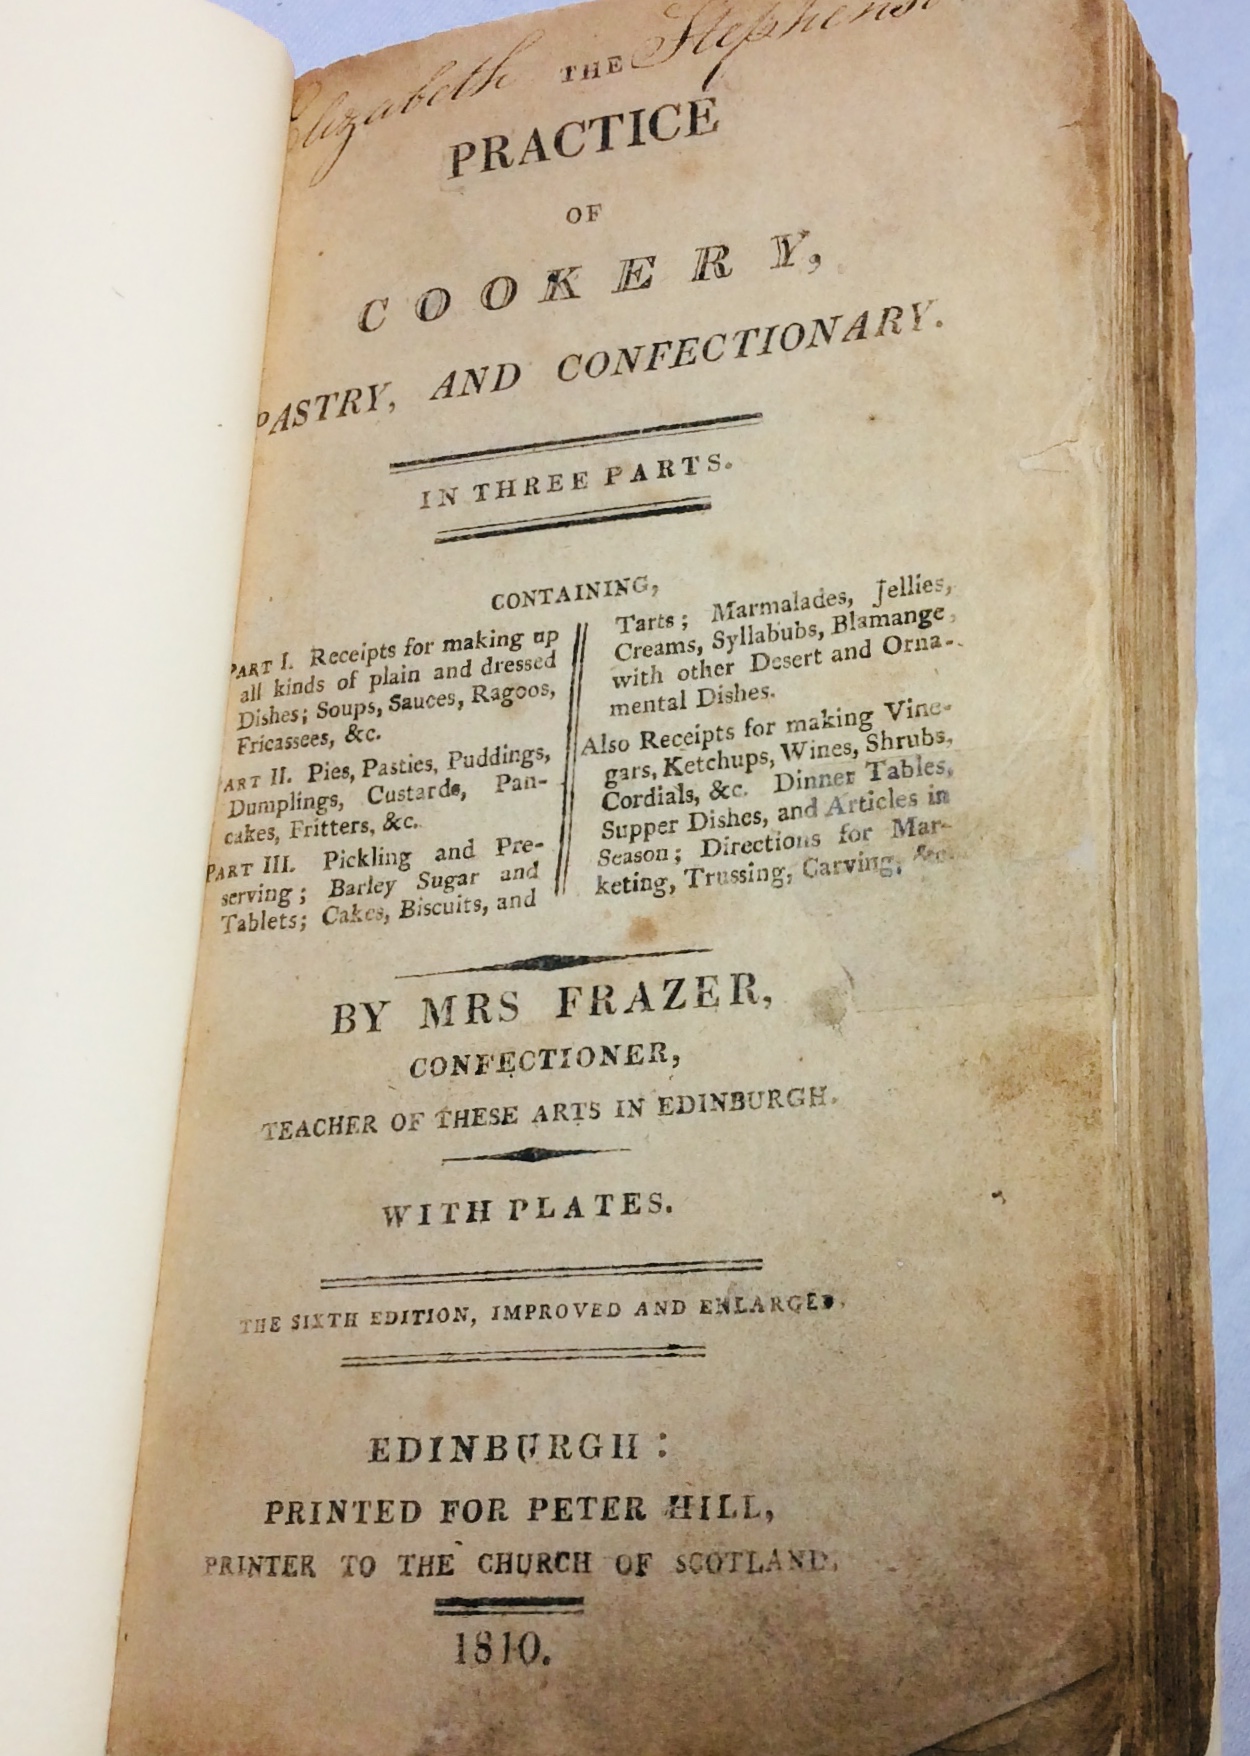 Elizabeth Stephenso
THE
PRACTICE
OF
COOKERY,
PASTRY, AND CONFECTIONARY.
IN THREE PARTS.
CONTAINING,
PART I. Receipts for making up
all kinds of plain and dressed
Dishes; Soups, Sauces, Ragoos,
Fricassees, &c.
PART II. Pies, Pasties, Puddings,
Dumplings, Custards, Pan-
cakes, Fritters, &c.
PART III. Pickling and Pre-
serving; Barley Sugar and
Tablets; Cakes, Biscuits, and
Tarts; Marmalades, Jellies,
Creams, Syllabubs, Blamange,
with other Desert and Orna-
mental Dishes.
Also Receipts for making Vine-
gars, Ketchups, Wines, Shrubs,
Cordials, &c. Dinner Tables,
Supper Dishes, and Articles in
Season; Directions for Mar-
keting, Trussing, Carving, &c.
BY MRS FRAZER,
CONFECTIONER,
TEACHER OF THESE ARTS IN EDINBURGH.
WITH PLATES.
THE SIXTH EDITION, IMPROVED AND ENLARGED.
EDINBURGH:
PRINTED FOR PETER HILL,
PRINTER TO THE CHURCH OF SCOTLAND.
1810.